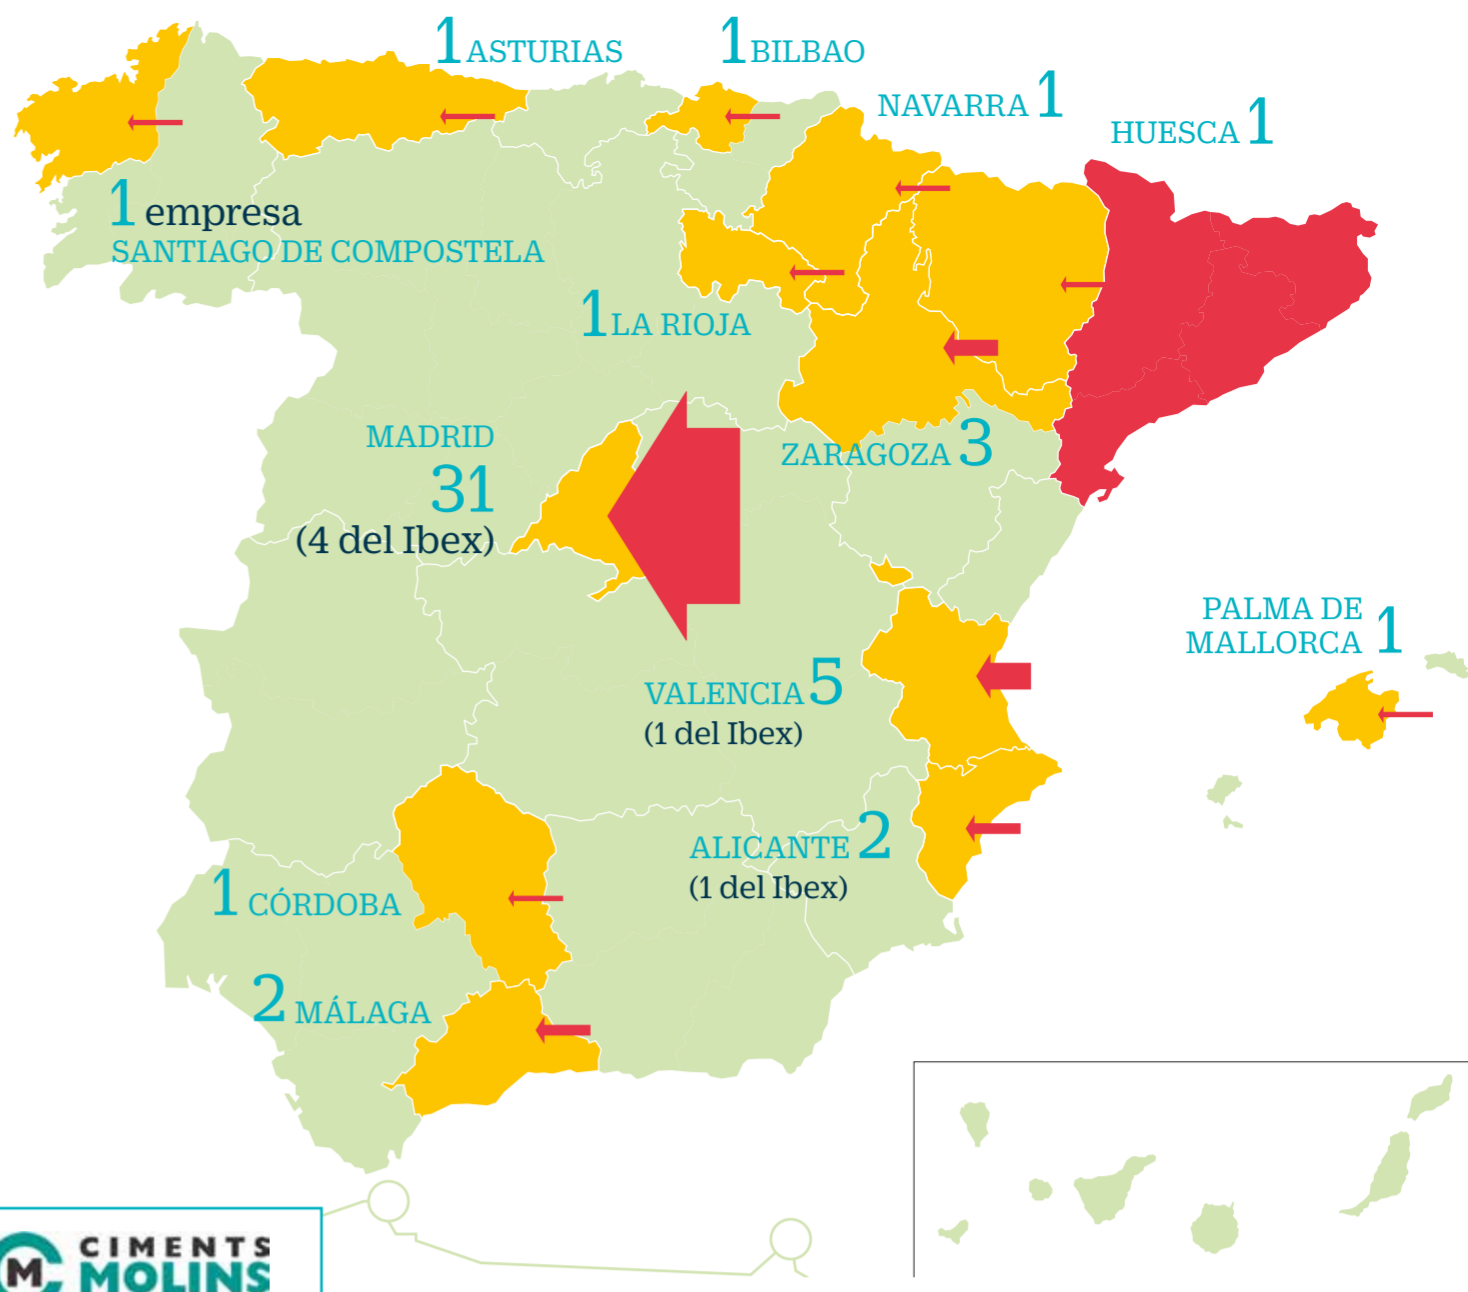 1 ASTURIAS
1 BILBAO
NAVARRA 1
HUESCA 1
1 empresa
SANTIAGO DE COMPOSTELA
1 LA RIOJA
MADRID
31
(4 del Ibex)
ZARAGOZA 3
PALMA DE
MALLORCA 1
VALENCIA 5
(1 del Ibex)
ALICANTE 2
(1 del Ibex)
1 CÓRDOBA
2 MÁLAGA
CIMENTS
MOLINS